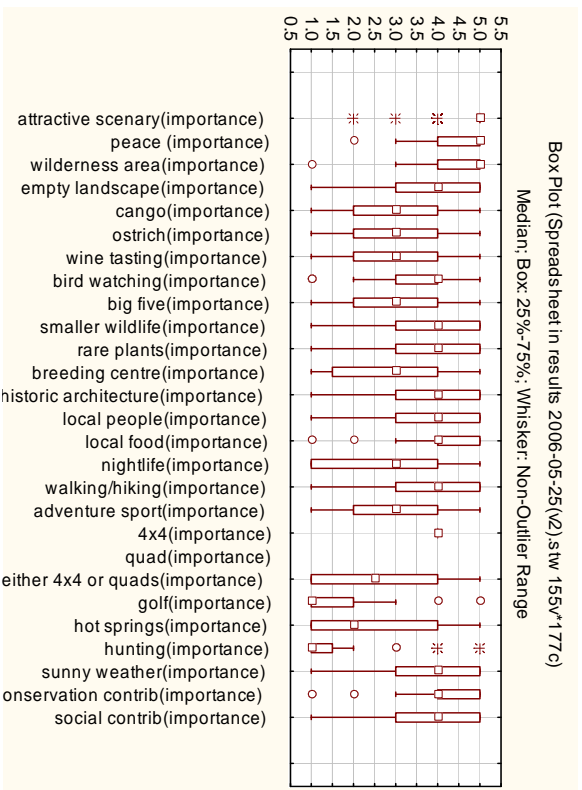 Box Plot (Spreadsheet in results 2006-05-25(v2).stw 155v*177c)
Median; Box: 25%-75%; Whisker: Non-Outlier Range
0.5 1.0 1.5 2.0 2.5 3.0 3.5 4.0 4.5 5.0 5.5
attractive scenary(importance)
peace (importance)
wilderness area(importance)
empty landscape(importance)
cango(importance)
ostrich(importance)
wine tasting(importance)
bird watching(importance)
big five(importance)
smaller wildlife(importance)
rare plants(importance)
breeding centre(importance)
historic architecture(importance)
local people(importance)
local food(importance)
nightlife(importance)
walking/hiking(importance)
adventure sport(importance)
4x4(importance)
quad(importance)
either 4x4 or quads(importance)
golf(importance)
hot springs(importance)
hunting(importance)
sunny weather(importance)
onservation contrib(importance)
social contrib(importance)